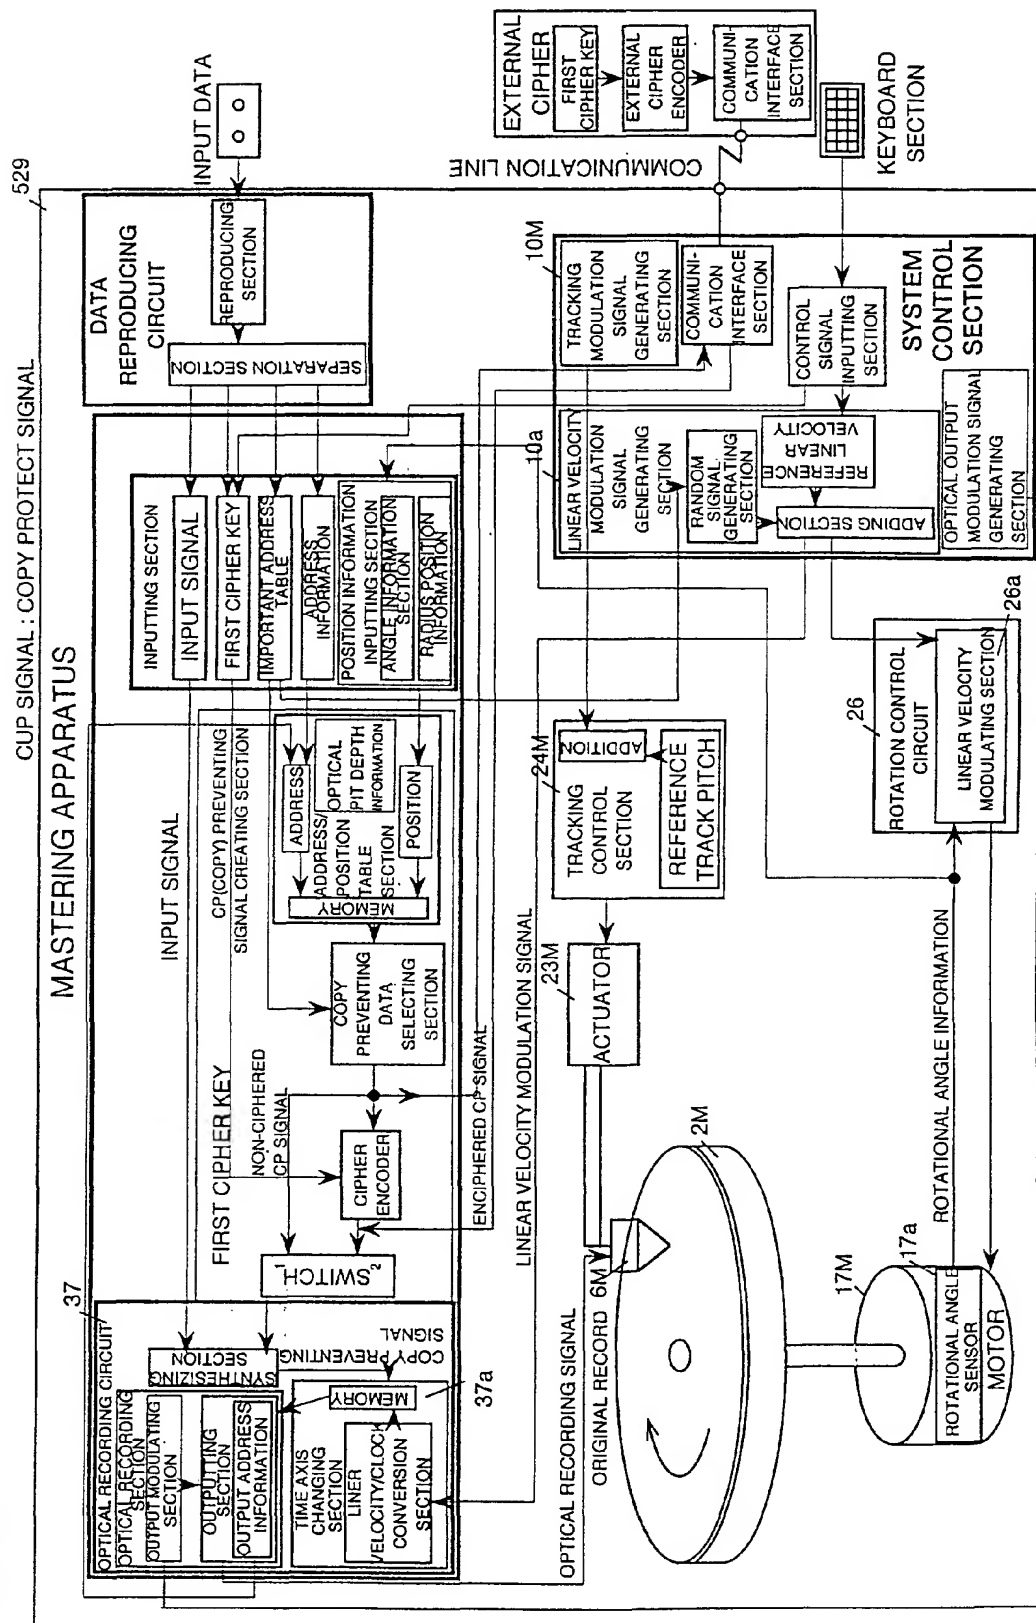 CUP SIGNAL : COPY PROTECT SIGNAL
529
MASTERING APPARATUS
INPUT DATA
DATA
REPRODUCING
CIRCUIT
REPRODUCING
SECTION
SEPARATION SECTION
INPUTTING SECTION
INPUT SIGNAL
FIRST CIPHER KEY
IMPORTANT ADDRESS
TABLE
ADDRESS
INFORMATION
POSITION INFORMATION
INPUTTING SECTION
ANGLE INFORMATION
SECTION
RADIUS POSITION
INFORMATION
INPUT SIGNAL
CP(COPY) PREVENTING
SIGNAL CREATING SECTION
ADDRESS
OPTICAL
PIT DEPTH
INFORMATION
POSITION
ADDRESS/
POSITION
TABLE
SECTION
MEMORY
COPY
PREVENTING
DATA
SELECTING
SECTION
FIRST CIPHER KEY
NON-CIPHERED
CP SIGNAL
CIPHER
ENCODER
SWITCH
1
2
ENCIPHERED CP SIGNAL
LINEAR VELOCITY MODULATION SIGNAL
37
OPTICAL RECORDING CIRCUIT
OPTICAL RECORDING
SECTION
OUTPUT MODULATING
SECTION
OUTPUTTING
SECTION
OUTPUT ADDRESS
INFORMATION
SYNTHESIZING
SECTION
COPY PREVENTING
SIGNAL
TIME AXIS
CHANGING
SECTION
LINER
VELOCITY/CLOCK
CONVERSION
SECTION
MEMORY
37a
EXTERNAL
CIPHER
FIRST
CIPHER KEY
EXTERNAL
CIPHER
ENCODER
COMMUNI-
CATION
INTERFACE
SECTION
COMMUNICATION LINE
KEYBOARD
SECTION
10M
TRACKING
MODULATION
SIGNAL
GENERATING
SECTION
COMMUNI-
CATION
INTERFACE
SECTION
CONTROL
SIGNAL
INPUTTING
SECTION
SYSTEM
CONTROL
SECTION
10a
LINEAR VELOCITY
MODULATION
SIGNAL
GENERATING
SECTION
RANDOM
SIGNAL
GENERATING
SECTION
REFERENCE
LINEAR
VELOCITY
ADDING SECTION
OPTICAL OUTPUT
MODULATION SIGNAL
GENERATING
SECTION
24M
TRACKING
CONTROL
SECTION
ADDITION
REFERENCE
TRACK PITCH
26
ROTATION CONTROL
CIRCUIT
LINEAR VELOCITY
MODULATING SECTION
26a
23M
ACTUATOR
OPTICAL RECORDING SIGNAL
ORIGINAL RECORD
6M
2M
ROTATIONAL ANGLE INFORMATION
17M
17a
ROTATIONAL ANGLE
SENSOR
MOTOR